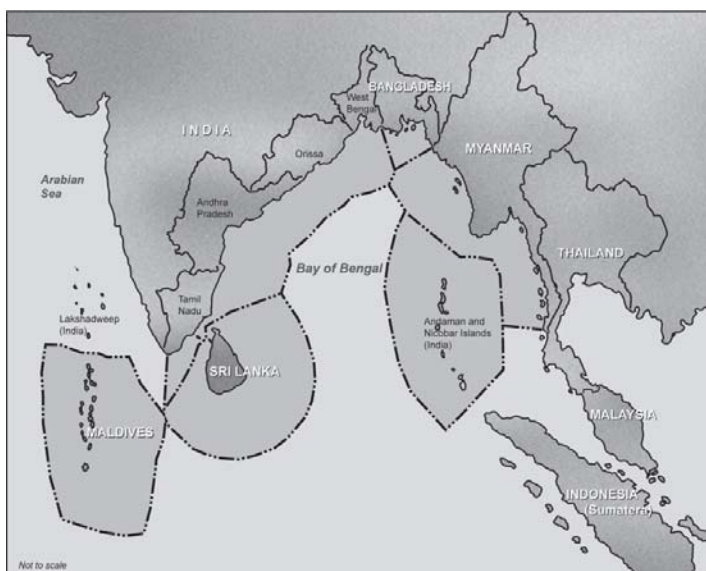 BANGLADESH
West
Bengal
INDIA
Orissa
MYANMAR
Arabian
Sea
Andhra
Pradesh
THAILAND
Bay of Bengal
Tamil
Nadu
Lakshadweep
(India)
Andaman and
Nicobar Islands
(India)
SRI LANKA
MALDIVES
MALAYSIA
INDONESIA
(Sumatera)
Not to scale